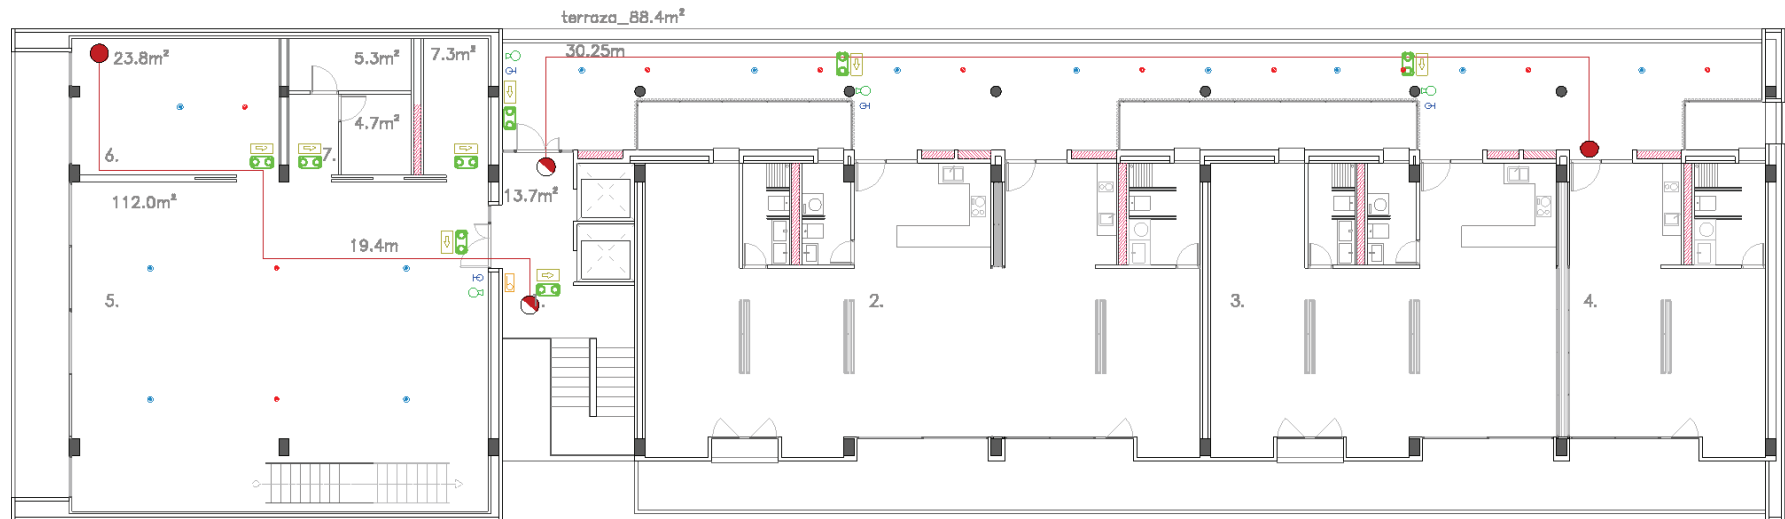 terraza_88.4m²
23.8m²
5.3m²
7.3m²
30.25m
4.7m²
6.
7.
112.0m²
13.7m²
19.4m
5.
2.
3.
4.